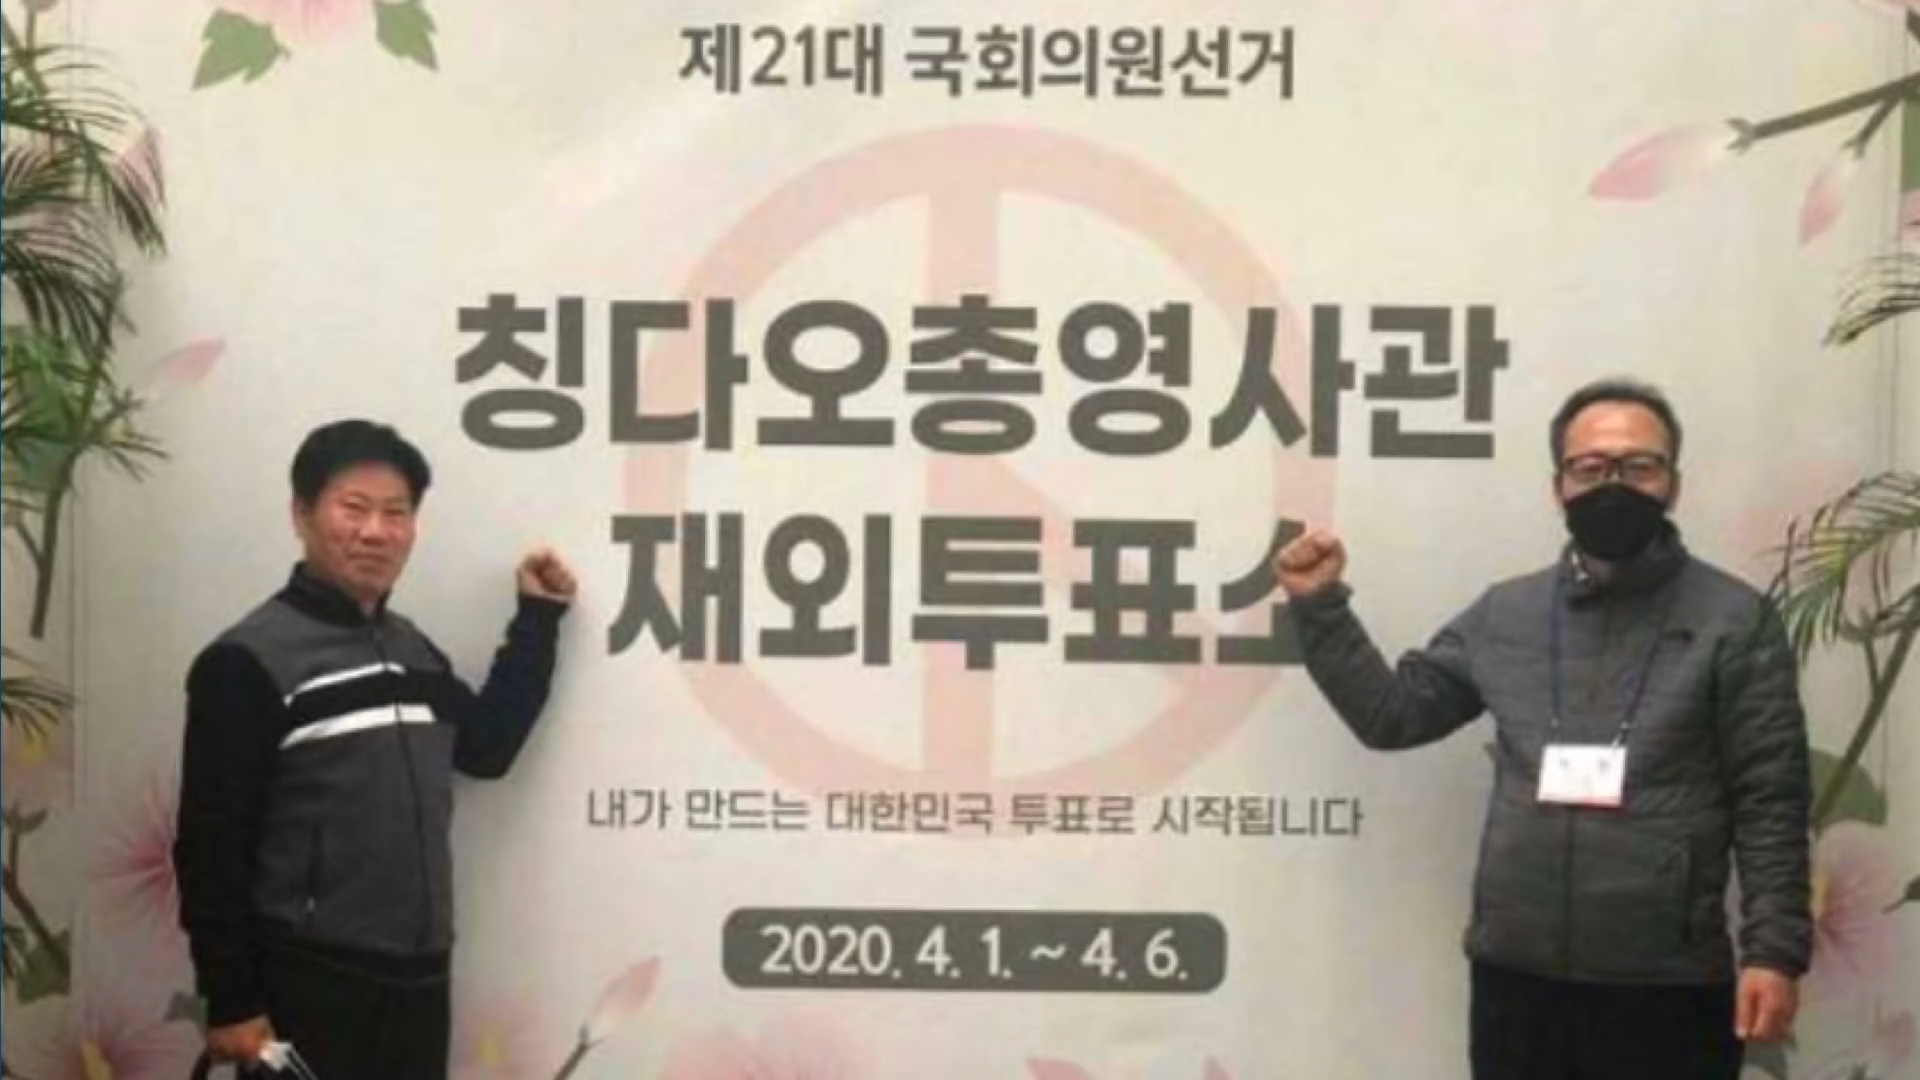 제21대 국회의원선거
칭다오총영사관
재외투표소
내가 만드는 대한민국 투표로 시작됩니다
2020. 4. 1. ~ 4. 6.